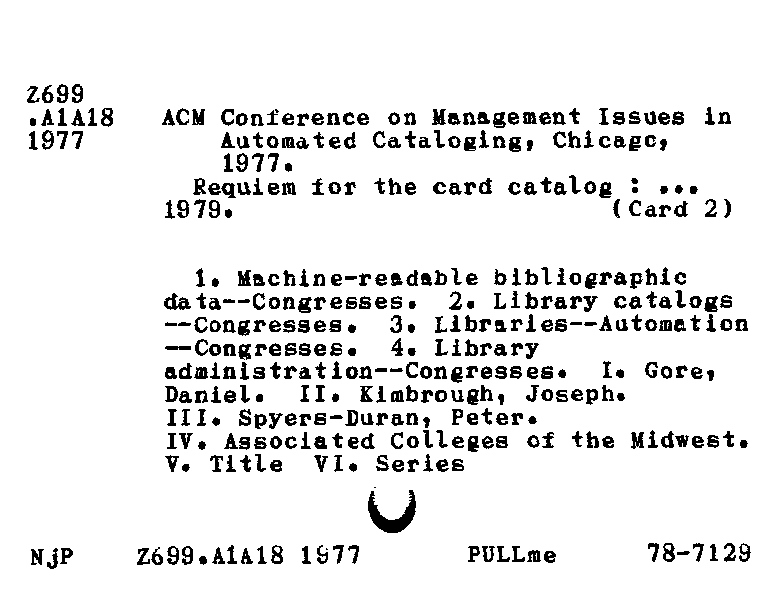 Z699
.A1A18 ACM Conference on Management Issues in
1977 Automated Cataloging, Chicago,
1977.
Requiem for the card catalog : ...
1979. (Card 2)
1. Machine-readable bibliographic
data--Congresses. 2. Library catalogs
--Congresses. 3. Libraries--Automation
--Congresses. 4. Library
administration--Congresses. I. Gore,
Daniel. II. Kimbrough, Joseph.
III. Spyers-Duran, Peter.
IV. Associated Colleges of the Midwest.
V. Title VI. Series
NjP Z699.A1A18 1977 PULLme 78-7129